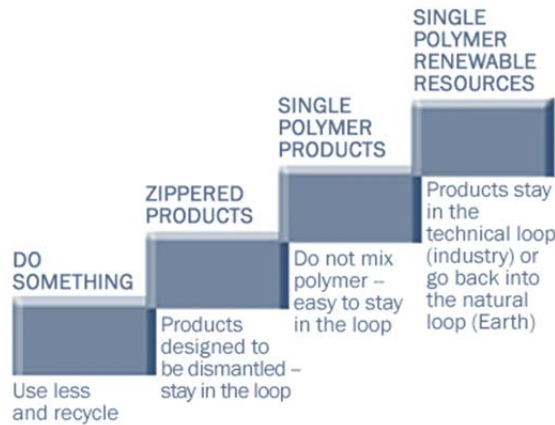 DO
SOMETHING
Use less
and recycle
ZIPPERED
PRODUCTS
Products
designed to
be dismantled –
stay in the loop
SINGLE
POLYMER
PRODUCTS
Do not mix
polymer –
easy to stay
in the loop
SINGLE
POLYMER
RENEWABLE
RESOURCES
Products stay
in the
technical loop
(industry) or
go back into
the natural
loop (Earth)